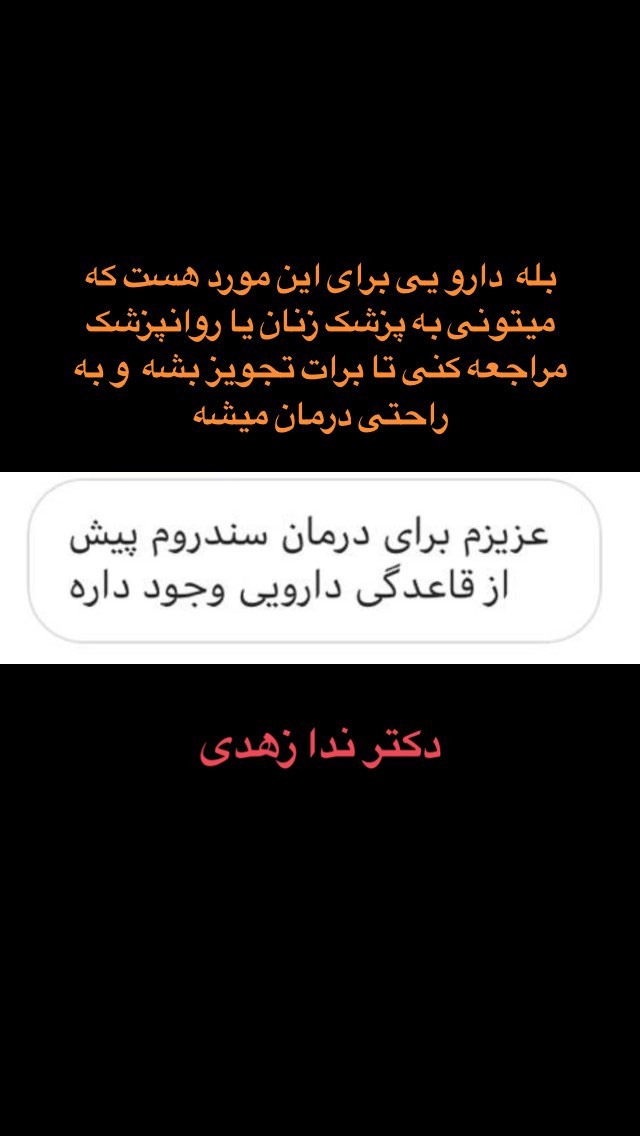 بله دارو یی برای این مورد هست که
میتونی به پزشک زنان یا روانپزشک
مراجعه کنی تا برات تجویز بشه و به
راحتی درمان میشه
عزیزم برای درمان سندروم پیش
از قاعدگی دارویی وجود داره
دکتر ندا زهدی